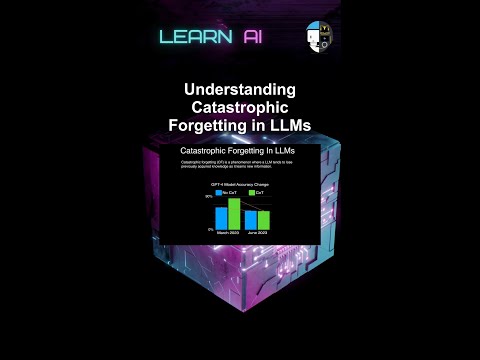 LEARN AI
Understanding
Catastrophic
Forgetting in LLMs
Catastrophic Forgetting In LLMs
Catastrophic forgetting (CF) is a phenomenon where a LLM tends to lose
previously acquired knowledge as it learns new information.
GPT-4 Model Accuracy Change
No CoT CoT
90%
0%
March 2023 June 2023